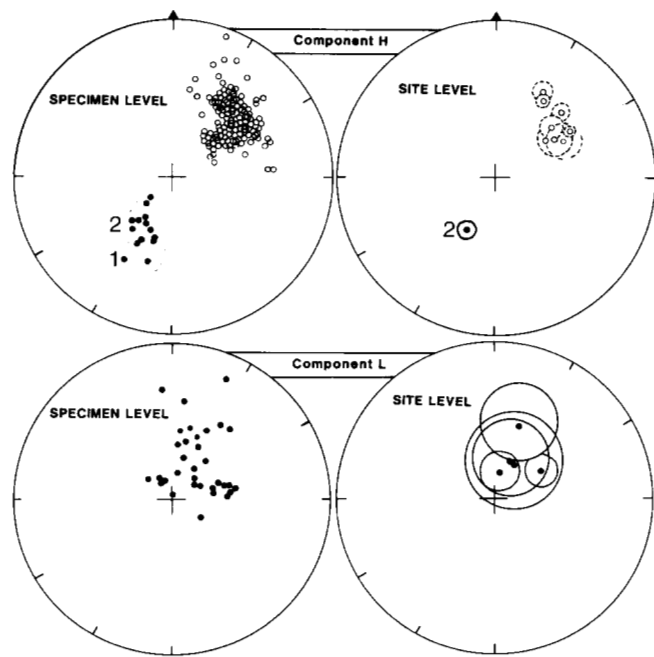 Component H
SPECIMEN LEVEL
SITE LEVEL
2
1
2
Component L
SPECIMEN LEVEL
SITE LEVEL